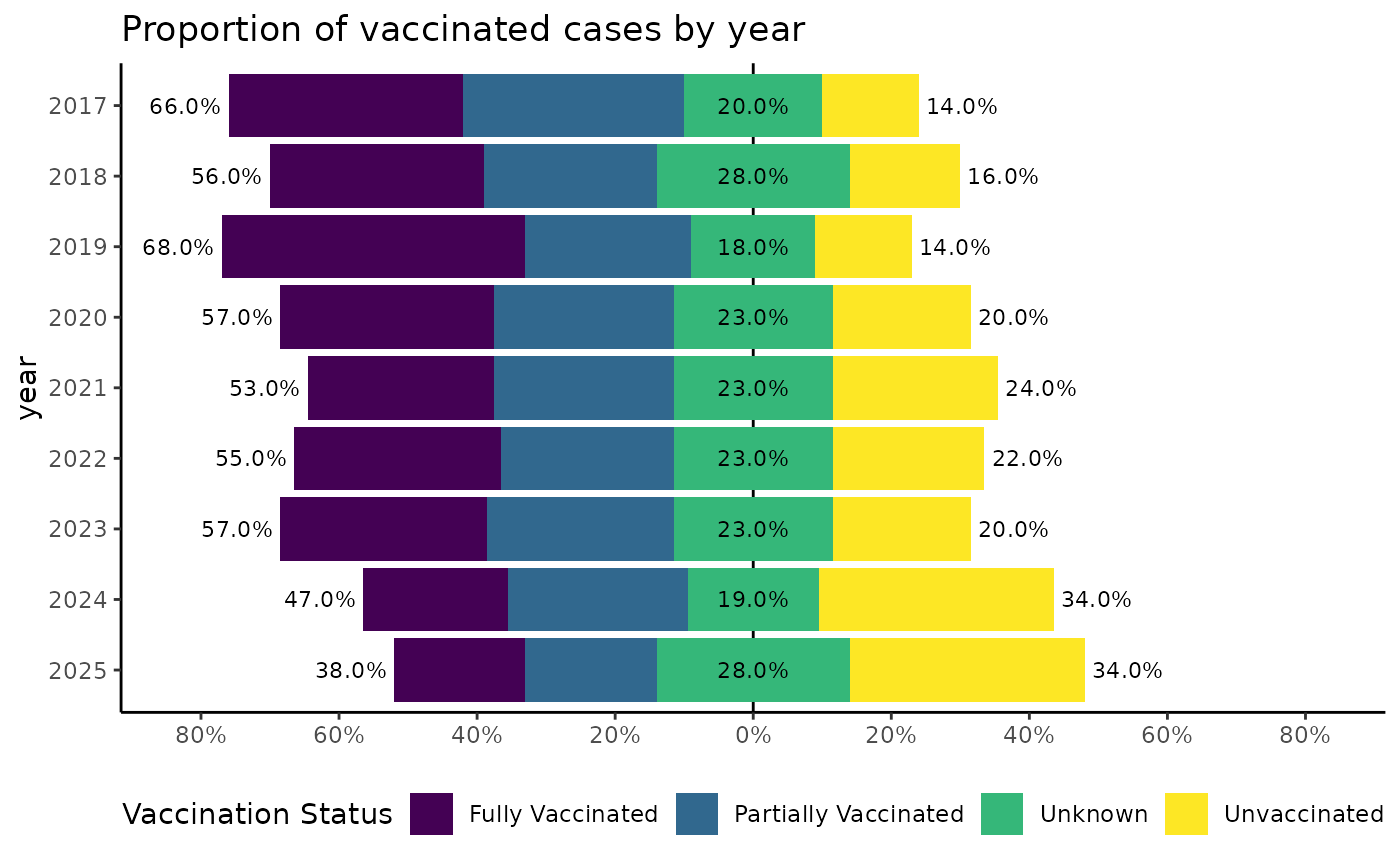 Proportion of vaccinated cases by year
year
2017 66.0% 20.0% 14.0%
2018 56.0% 28.0% 16.0%
2019 68.0% 18.0% 14.0%
2020 57.0% 23.0% 20.0%
2021 53.0% 23.0% 24.0%
2022 55.0% 23.0% 22.0%
2023 57.0% 23.0% 20.0%
2024 47.0% 19.0% 34.0%
2025 38.0% 28.0% 34.0%
80% 60% 40% 20% 0% 20% 40% 60% 80%
Vaccination Status Fully Vaccinated Partially Vaccinated Unknown Unvaccinated